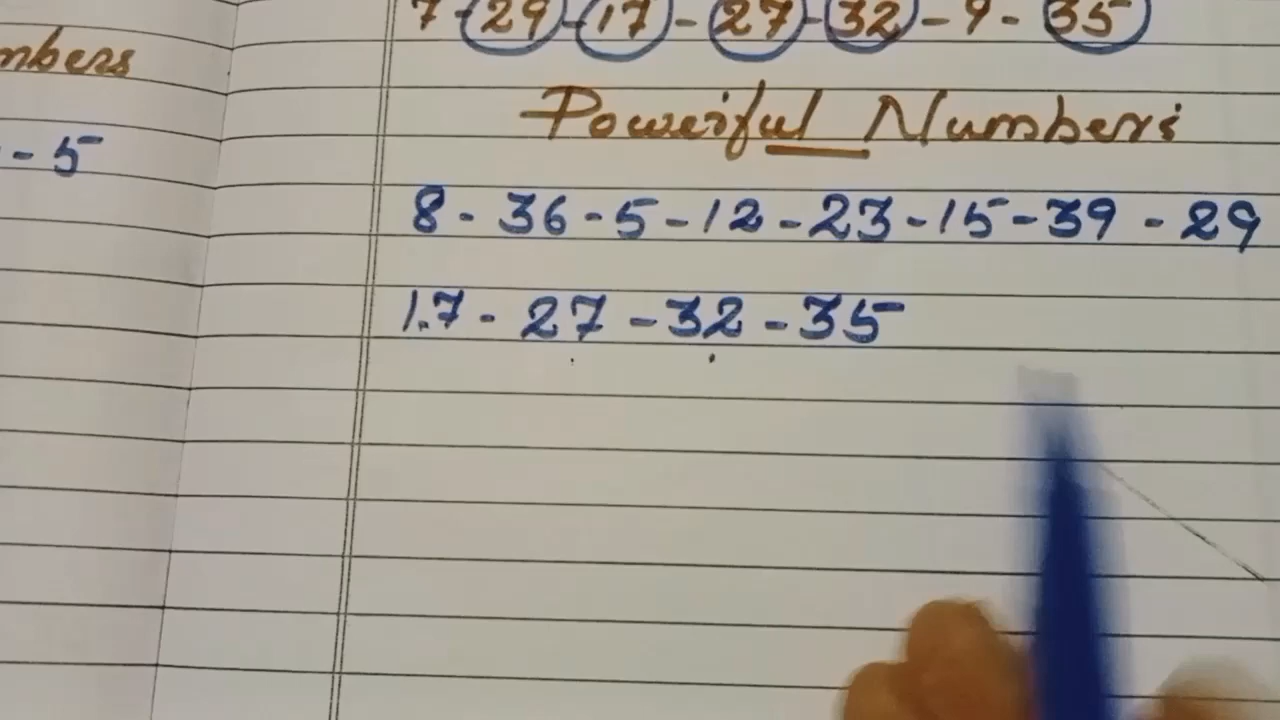 mbers
- 5
7 - 29 - 17 - 27 - 32 - 9 - 35
Powerful Numbers:
8 - 36 - 5 - 12 - 23 - 15 - 39 - 29
17 - 27 - 32 - 35